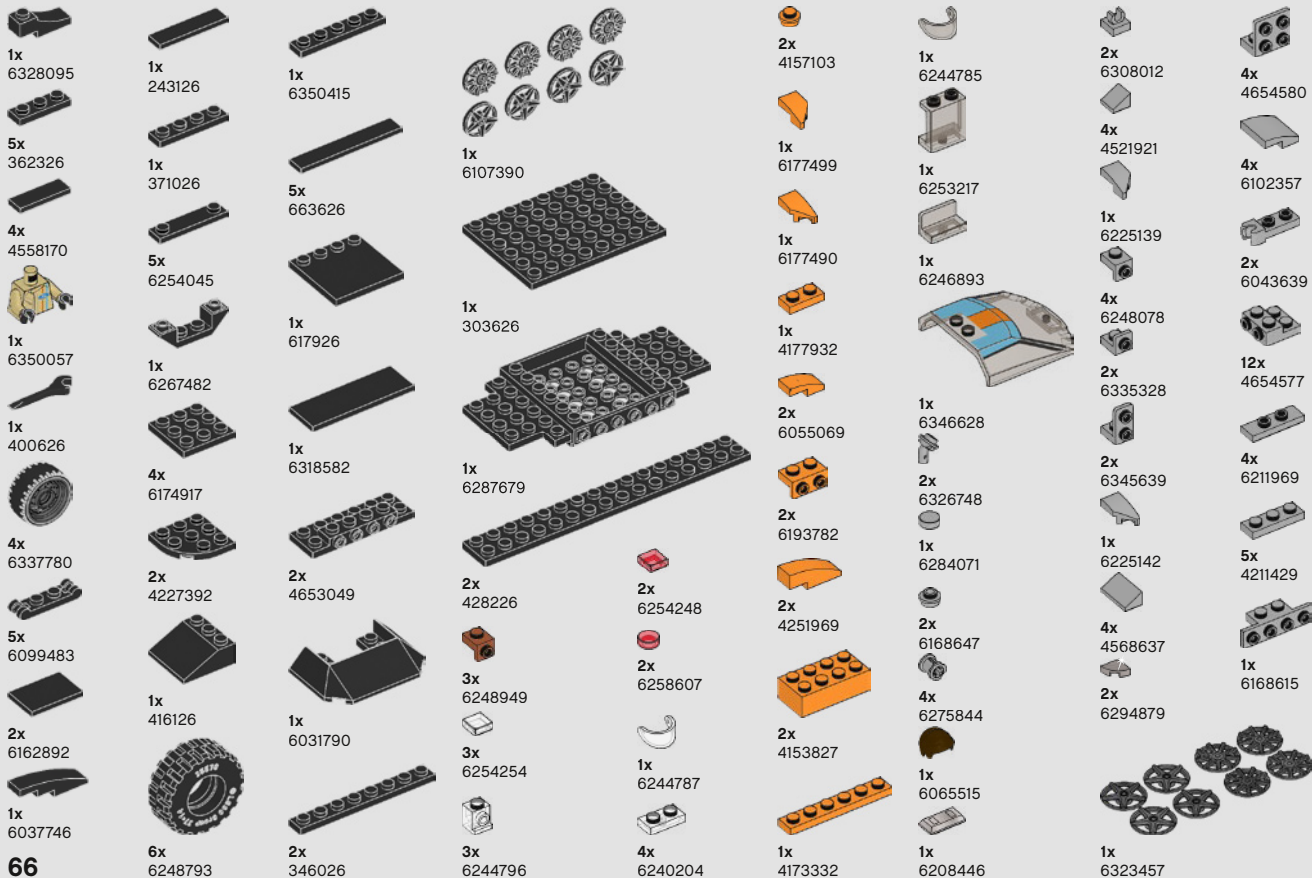 1x
6328095
5x
362326
4x
4558170
1x
6350057
1x
400626
4x
6337780
5x
6099483
2x
6162892
1x
6037746
66
1x
243126
1x
371026
5x
6254045
1x
6267482
4x
6174917
2x
4227392
1x
416126
6x
6248793
1x
6350415
5x
663626
1x
617926
1x
6318582
2x
4653049
1x
6031790
2x
346026
1x
6107390
1x
303626
1x
6287679
2x
428226
3x
6248949
3x
6254254
3x
6244796
2x
6254248
2x
6258607
1x
6244787
4x
6240204
2x
4157103
1x
6177499
1x
6177490
1x
4177932
2x
6055069
2x
6193782
2x
4251969
2x
4153827
1x
4173332
1x
6244785
1x
6253217
1x
6246893
1x
6346628
2x
6326748
1x
6284071
2x
6168647
4x
6275844
1x
6065515
1x
6208446
2x
6308012
4x
4521921
1x
6225139
4x
6248078
2x
6335328
2x
6345639
1x
6225142
4x
4568637
2x
6294879
1x
6323457
4x
4654580
4x
6102357
2x
6043639
12x
4654577
4x
6211969
5x
4211429
1x
6168615